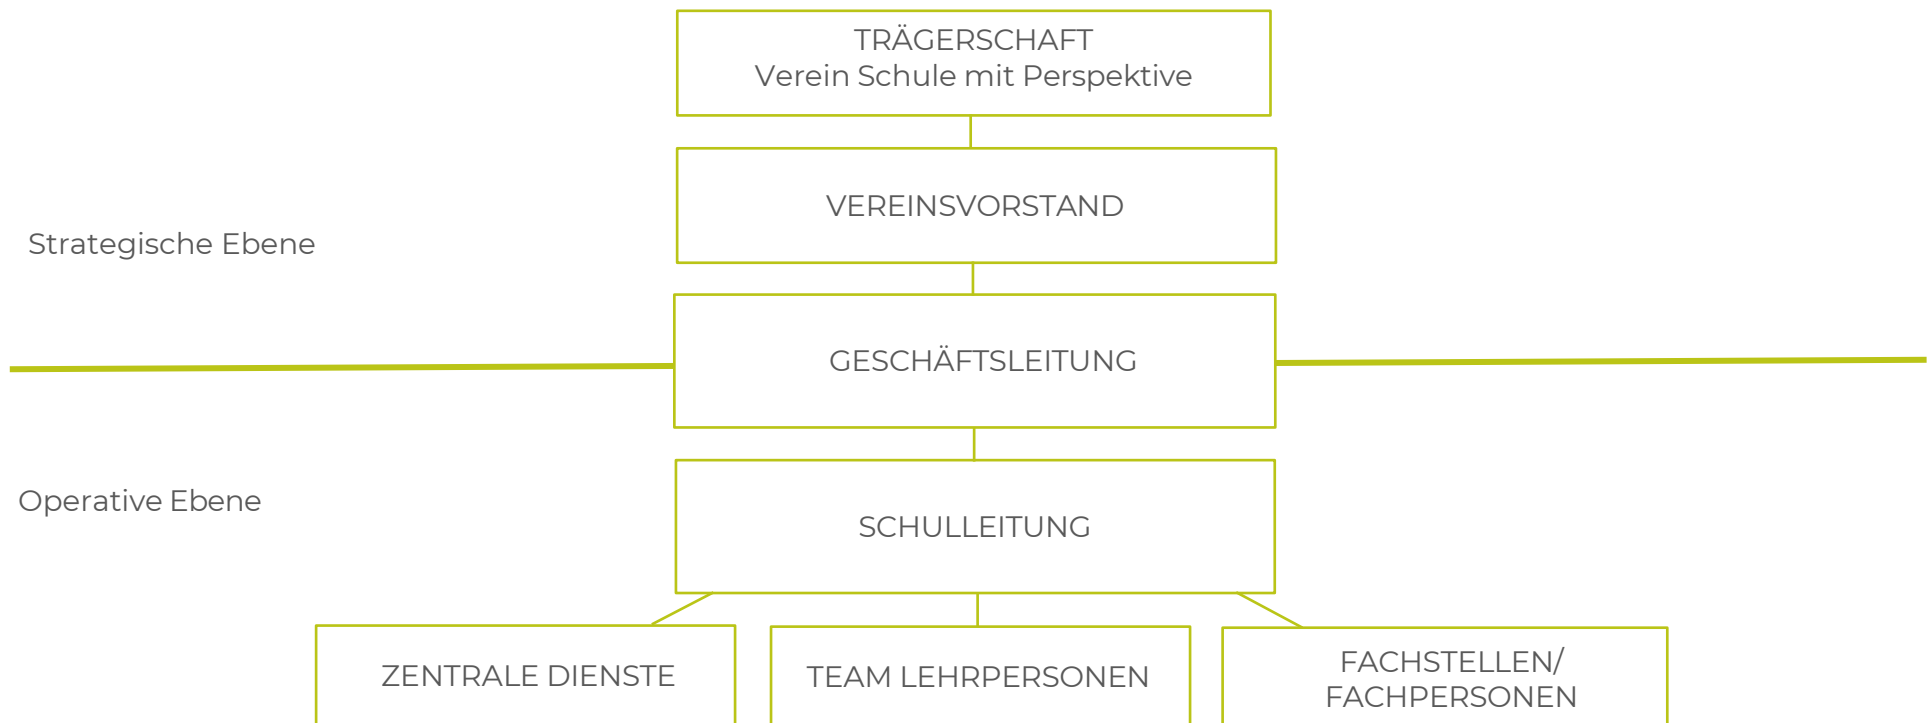 TRÄGERSCHAFT
Verein Schule mit Perspektive
VEREINSVORSTAND
Strategische Ebene
GESCHÄFTSLEITUNG
Operative Ebene
SCHULLEITUNG
ZENTRALE DIENSTE
TEAM LEHRPERSONEN
FACHSTELLEN/
FACHPERSONEN